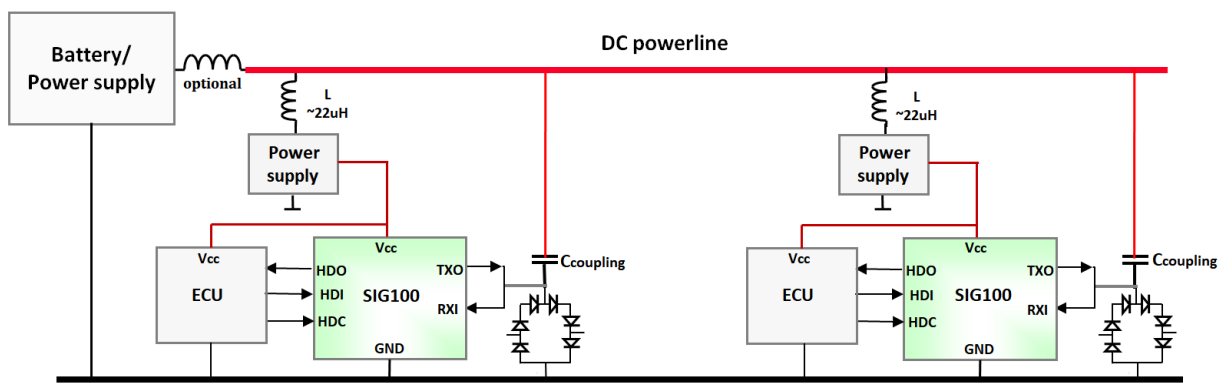 Battery/
Power supply
optional
DC powerline
L
~22uH
Power
supply
Vcc
ECU
Vcc
HDO
HDI
HDC
SIG100
TXO
RXI
GND
Ccoupling
L
~22uH
Power
supply
Vcc
ECU
Vcc
HDO
HDI
HDC
SIG100
TXO
RXI
GND
Ccoupling